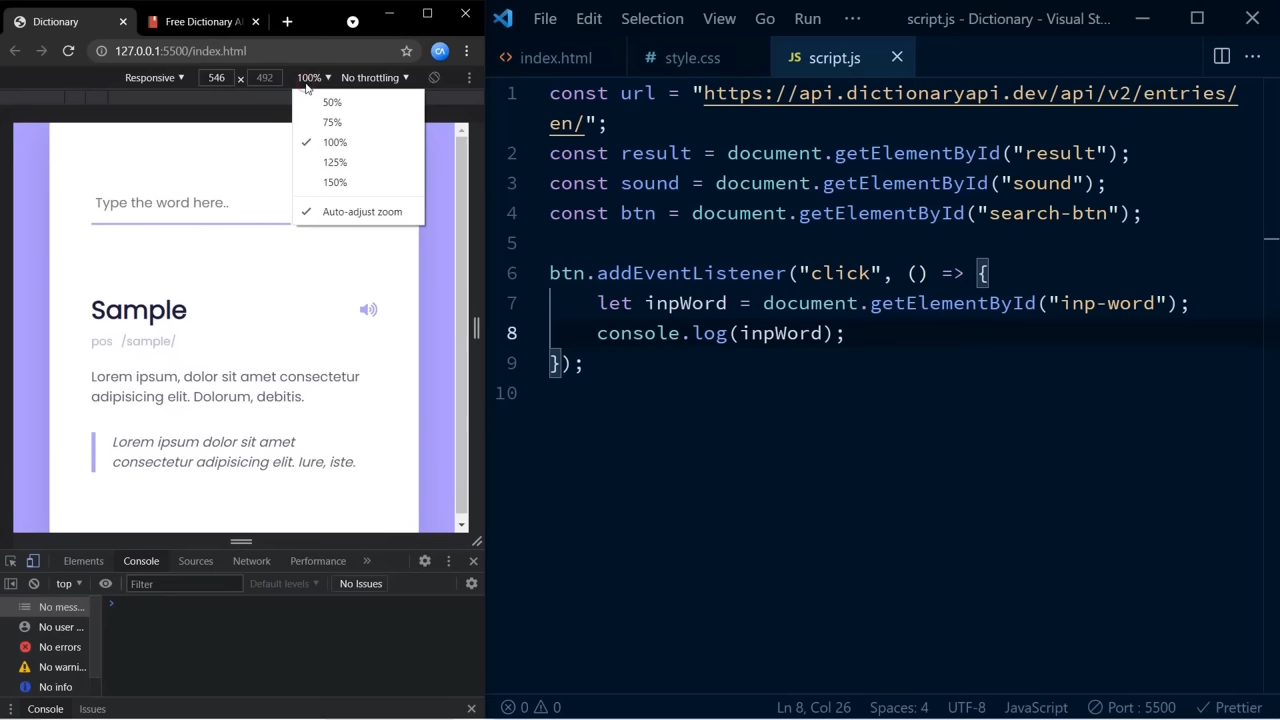 Dictionary
Free Dictionary AI
127.0.0.1:5500/index.html
CA
Responsive 546 × 492 100% No throttling
50%
75%
100%
125%
150%
Auto-adjust zoom
Type the word here..
Sample
pos /sample/
Lorem ipsum, dolor sit amet consectetur
adipisicing elit. Dolorum, debitis.
Lorem ipsum dolor sit amet
consectetur adipisicing elit. Iure, iste.
Elements Console Sources Network Performance »
top Filter Default levels No Issues
No mess...
No user ...
No errors
No warni...
No info
>
Console Issues
File Edit Selection View Go Run ··· script.js - Dictionary - Visual St...
<> index.html # style.css JS script.js
1 const url = "https://api.dictionaryapi.dev/api/v2/entries/
en/";
2 const result = document.getElementById("result");
3 const sound = document.getElementById("sound");
4 const btn = document.getElementById("search-btn");
5
6 btn.addEventListener("click", () => {
7 let inpWord = document.getElementById("inp-word");
8 console.log(inpWord);
9 });
10
0 0 Ln 8, Col 26 Spaces: 4 UTF-8 JavaScript Port : 5500 Prettier